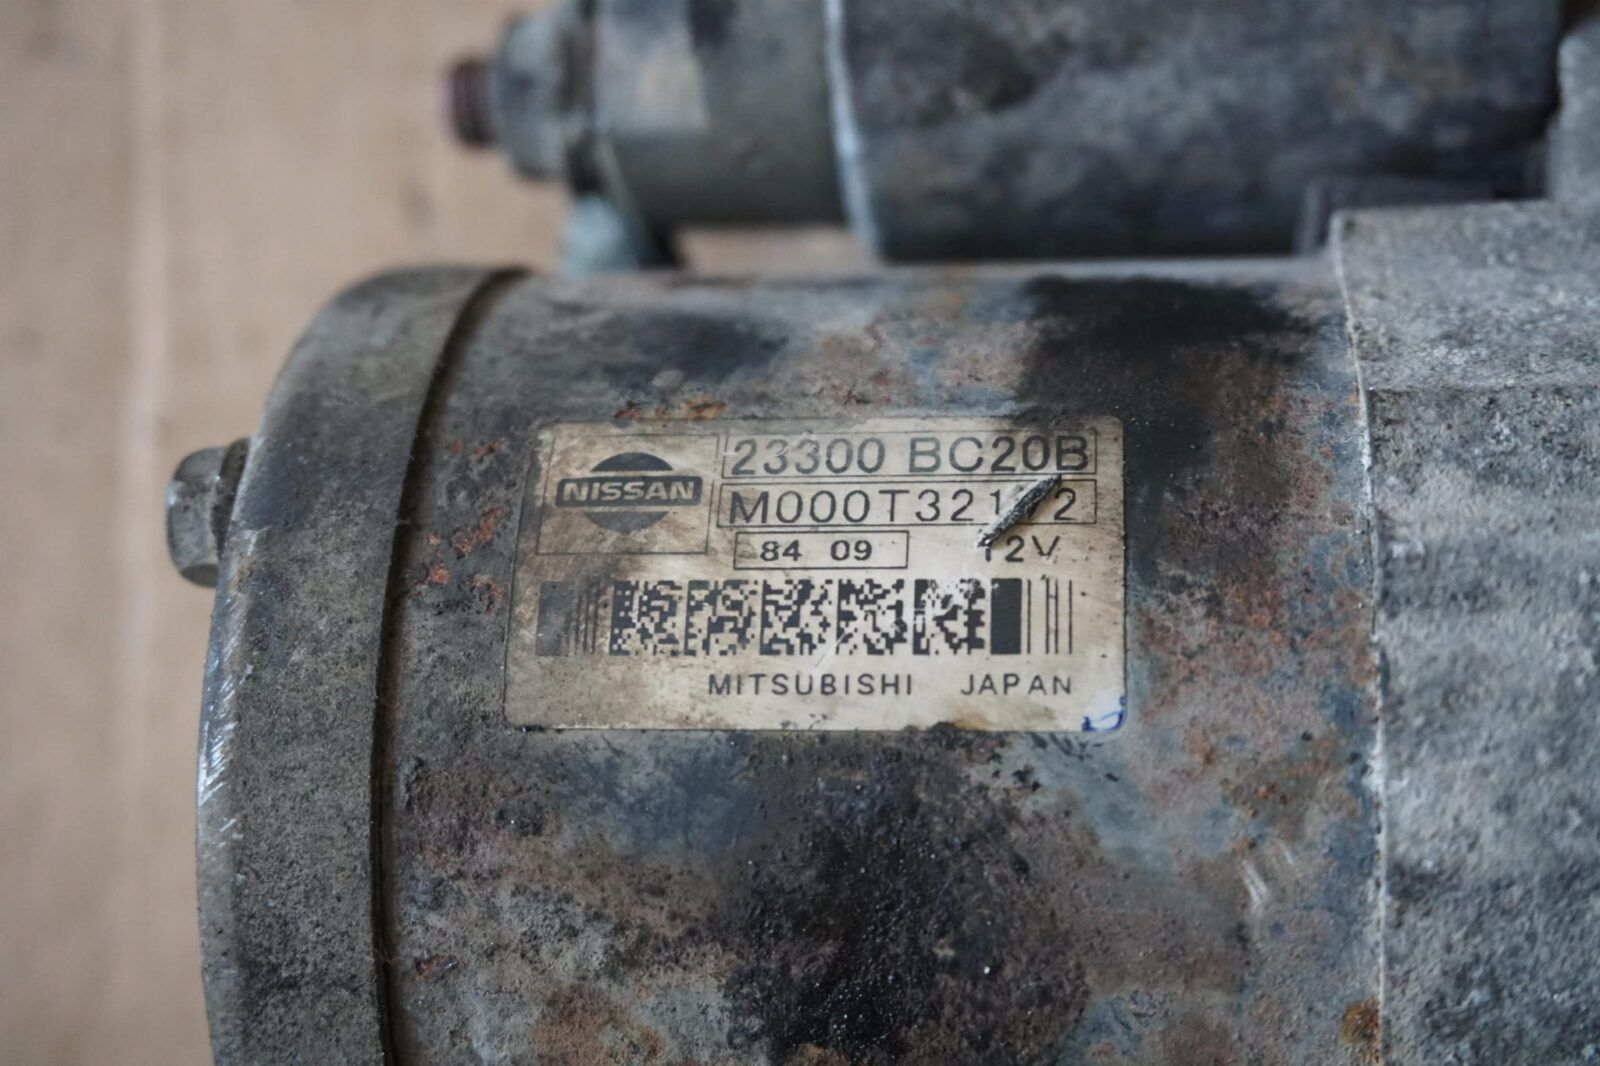 NISSAN
23300 BC20B
84 09
12V
MITSUBISHI JAPAN